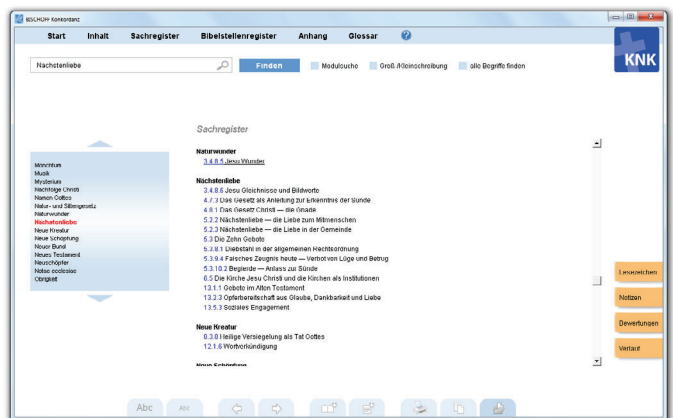 BISCHOFF Konkordanz
Start Inhalt Sachregister Bibelstellenregister Anhang Glossar ?
KNK
Nächstenliebe Finden Modulsuche Groß-/Kleinschreibung alle Begriffe finden
Sachregister
Mönchtum
Musik
Mysterium
Nachfolge Christi
Namen Gottes
Natur- und Sittengesetz
Naturwunder
Nächstenliebe
Neue Kreatur
Neue Schöpfung
Neuer Bund
Neues Testament
Neuschöpfer
Notae ecclesiae
Obrigkeit
Naturwunder
3.4.8.5 Jesu Wunder
Nächstenliebe
3.4.8.6 Jesu Gleichnisse und Bildworte
4.7.3 Das Gesetz als Anleitung zur Erkenntnis der Sünde
4.8.1 Das Gesetz Christi — die Gnade
5.2.2 Nächstenliebe — die Liebe zum Mitmenschen
5.2.2 Nächstenliebe — die Liebe in der Gemeinde
5.3 Die Zehn Gebote
5.3.8.1 Diebstahl in der allgemeinen Rechtsordnung
5.3.9.4 Falsches Zeugnis heute — Verbot von Lüge und Betrug
5.3.10.2 Begierde — Anlass zur Sünde
6.5 Die Kirche Jesu Christi und die Kirchen als Institutionen
13.1.1 Gebote im Alten Testament
13.2.3 Opferbereitschaft aus Glaube, Dankbarkeit und Liebe
13.5.3 Soziales Engagement
Neue Kreatur
8.3.8 Heilige Versiegelung als Tat Gottes
12.1.6 Wortverkündigung
Neue Schöpfung
Lesezeichen
Notizen
Bewertungen
Verlauf
Abc Abc